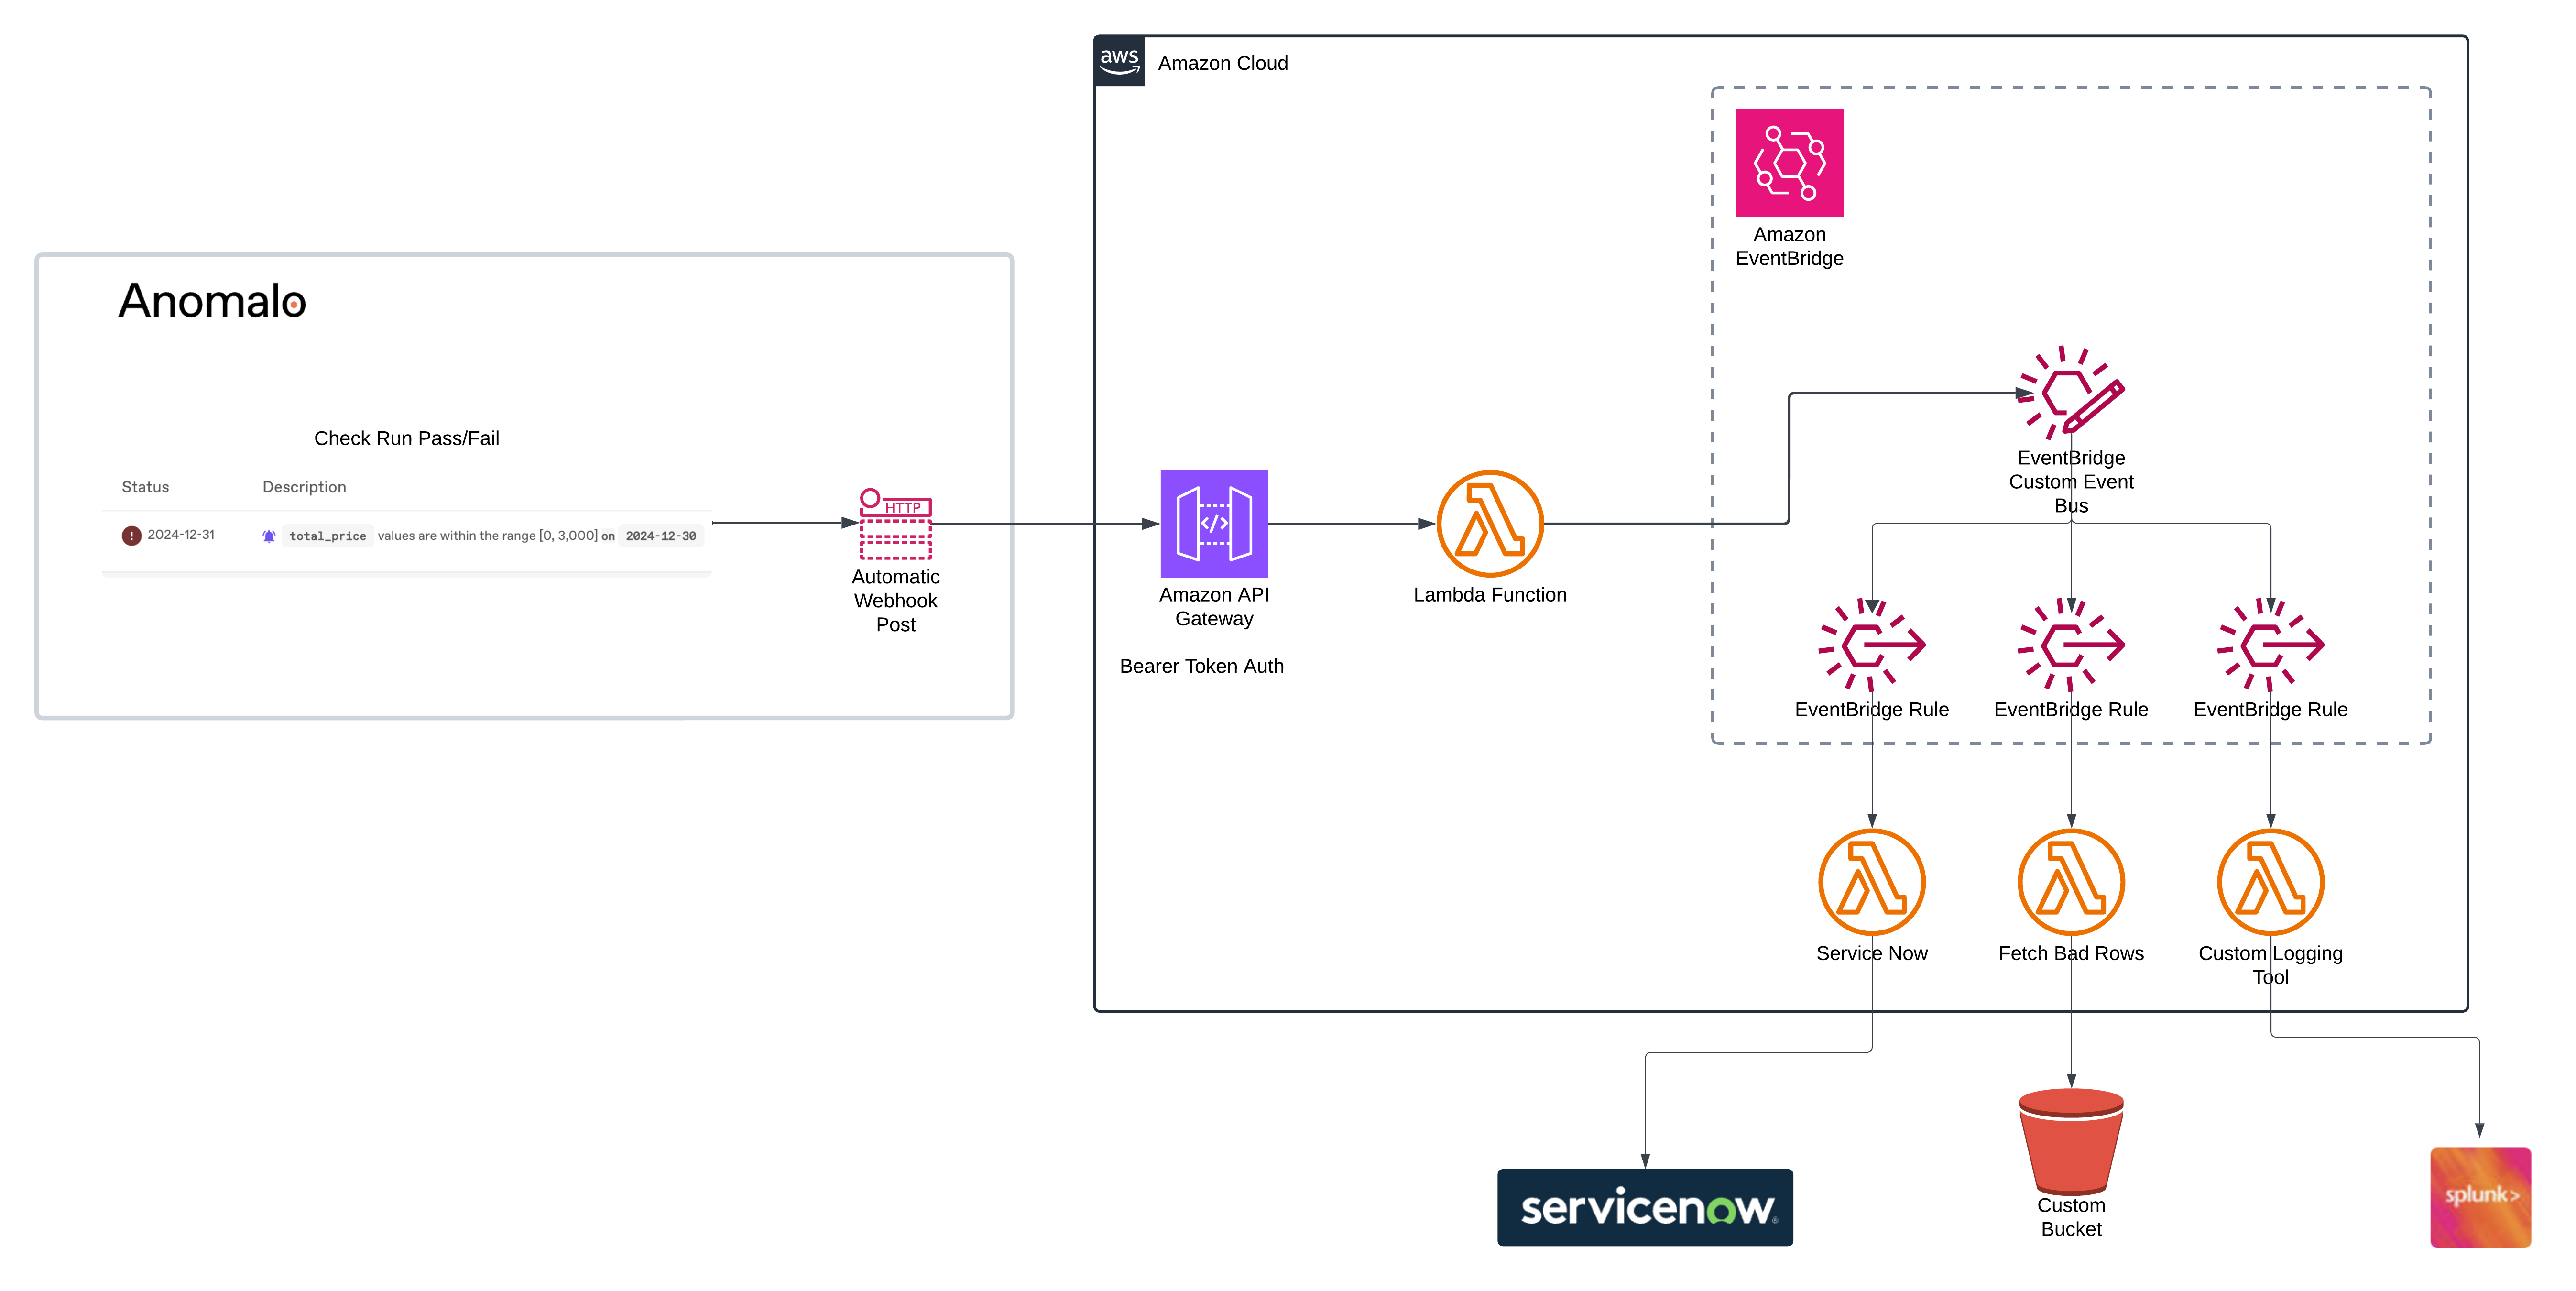 aws
Amazon Cloud
Amazon
EventBridge
Anomalo
Check Run Pass/Fail
Status Description
! 2024-12-31 total_price values are within the range [0, 3,000] on 2024-12-30
HTTP
Automatic
Webhook
Post
</>
Amazon API
Gateway
Bearer Token Auth
Lambda Function
EventBridge
Custom Event
Bus
EventBridge Rule
EventBridge Rule
EventBridge Rule
Service Now
Fetch Bad Rows
Custom Logging
Tool
servicenow®
Custom
Bucket
splunk>